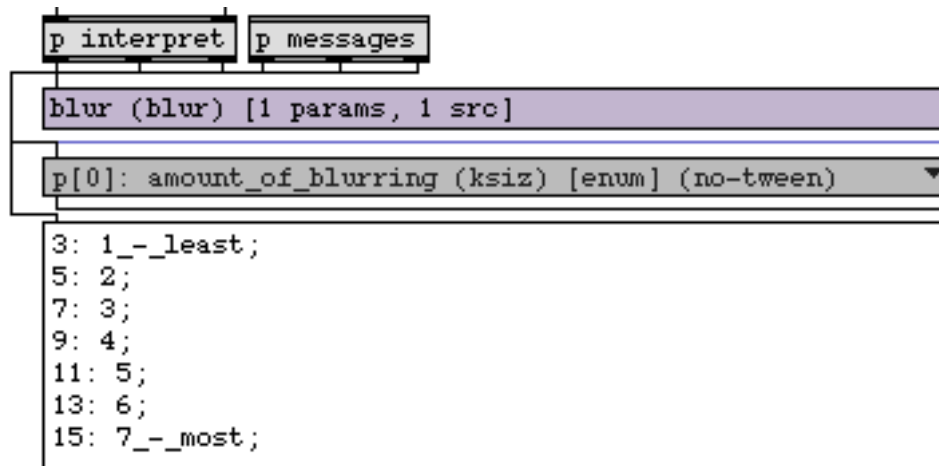 p interpret p messages
blur (blur) [1 params, 1 src]
p[0]: amount_of_blurring (ksiz) [enum] (no-tween)
3: 1_-_least;
5: 2;
7: 3;
9: 4;
11: 5;
13: 6;
15: 7_-_most;